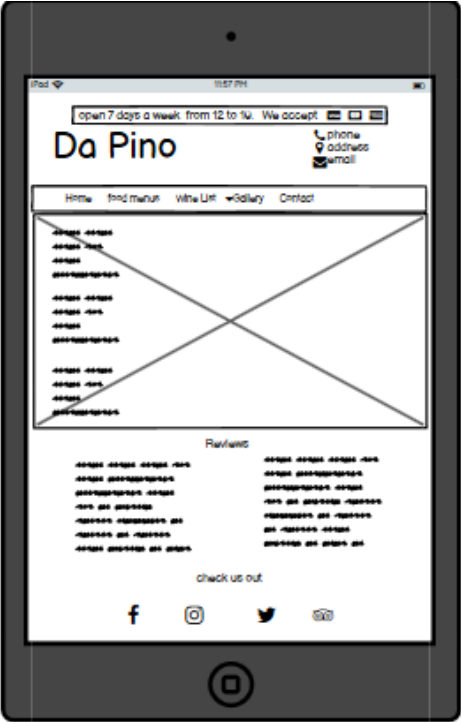 iPad 11:57 PM
open 7 days a week from 12 to 10. We accept
Da Pino
phone
address
email
Home food menus Wine List Gallery Contact
Reviews
check us out